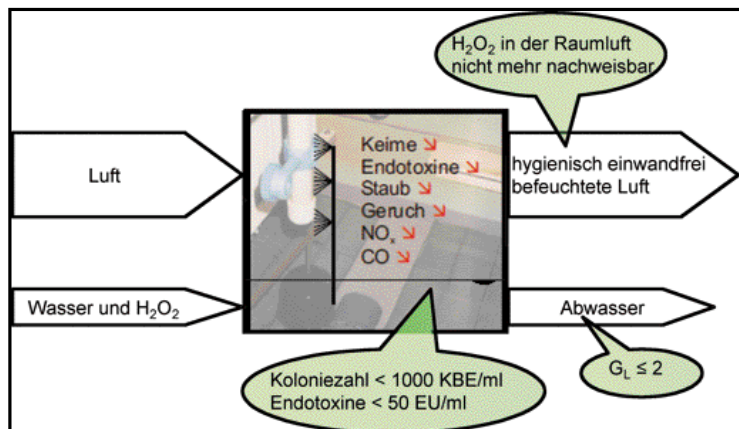 H₂O₂ in der Raumluft
nicht mehr nachweisbar
Luft
Keime ↘
Endotoxine ↘
Staub ↘
Geruch ↘
NOₓ ↘
CO ↘
hygienisch einwandfrei
befeuchtete Luft
Wasser und H₂O₂
Abwasser
Koloniezahl < 1000 KBE/ml
Endotoxine < 50 EU/ml
G_L ≤ 2